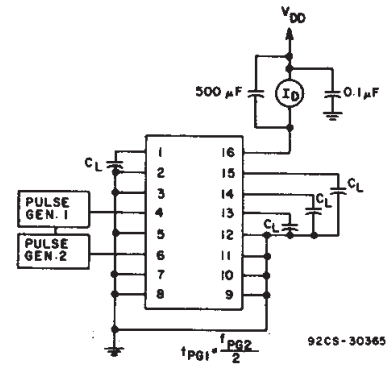 VDD
500 μF
ID
0.1μF
CL
1
2
3
4
5
6
7
8
16
15
14
13
12
11
10
9
CL
CL
CL
PULSE
GEN. 1
PULSE
GEN. 2
fPG1 = fPG2/2
92CS-30365